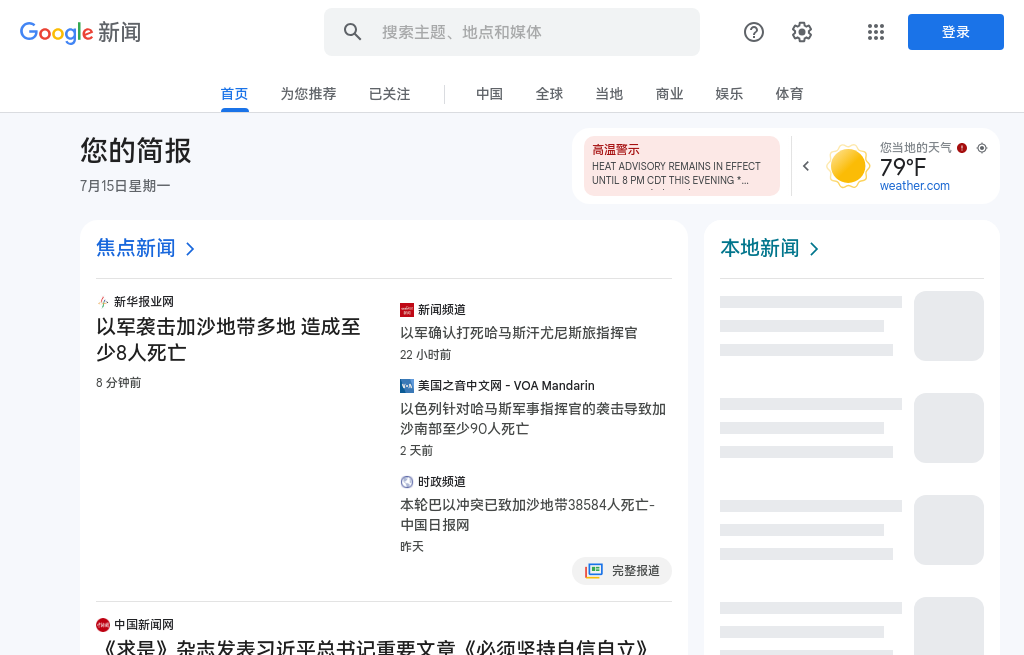 Google 新闻
搜索主题、地点和媒体
登录
首页
为您推荐
已关注
中国
全球
当地
商业
娱乐
体育
您的简报
7月15日星期一
高温警示
HEAT ADVISORY REMAINS IN EFFECT
UNTIL 8 PM CDT THIS EVENING *...
您当地的天气
79°F
weather.com
焦点新闻
本地新闻
新华报业网
以军袭击加沙地带多地 造成至
少8人死亡
8 分钟前
新闻频道
以军确认打死哈马斯汗尤尼斯旅指挥官
22 小时前
美国之音中文网 - VOA Mandarin
以色列针对哈马斯军事指挥官的袭击导致加
沙南部至少90人死亡
2 天前
时政频道
本轮巴以冲突已致加沙地带38584人死亡-
中国日报网
昨天
完整报道
中国新闻网
《求是》杂志发表习近平总书记重要文章《必须坚持自信自立》